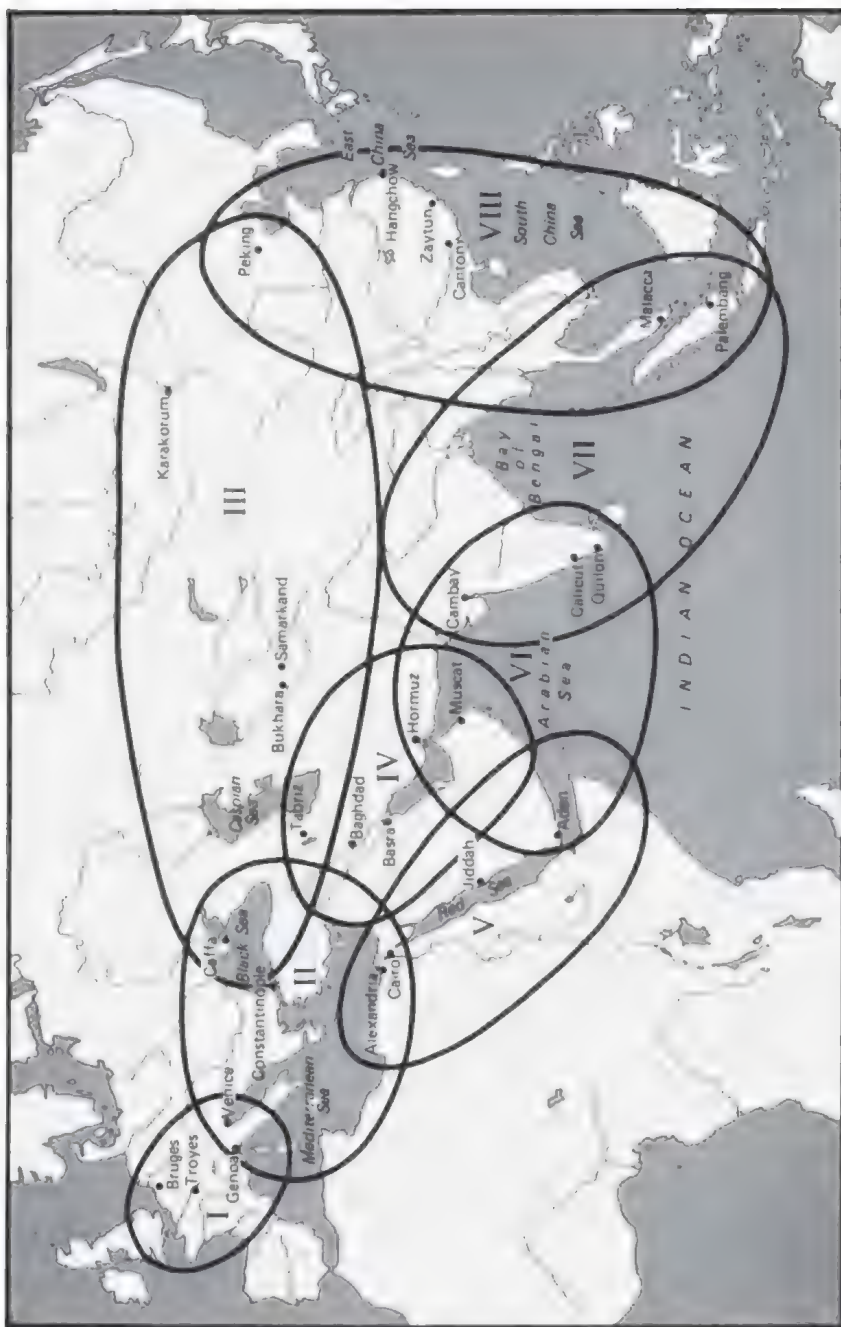 Bruges
Troyes
I
Genoa
Venice
Mediterranean
Sea
Caffa
Black Sea
Constantinople
II
Alexandria
Cairo
Caspian
Sea
Tabriz
Baghdad
Basra
IV
Hormuz
Muscat
Jiddah
Red
Sea
V
Aden
Bukhara
Samarkand
III
Karakorum
VI
Arabian
Sea
Cambay
Calicut
Quilon
Bay
of
Bengal
VII
INDIAN OCEAN
Peking
East
China
Sea
Hangchow
Zaytun
Canton
VIII
South
China
Sea
Malacca
Palembang